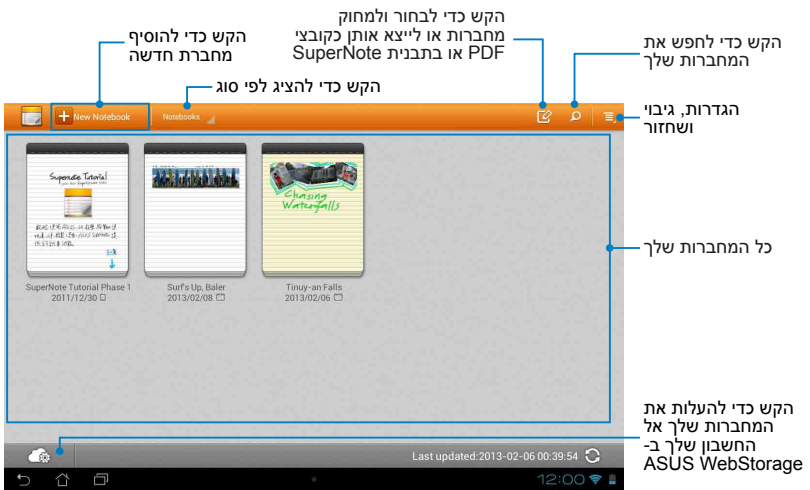 הקש כדי לבחור ולמחוק
מחברות או לייצא אותן כקובצי
PDF או בתבנית SuperNote
הקש כדי להוסיף
מחברת חדשה
הקש כדי לחפש את
המחברות שלך
הקש כדי להציג לפי סוג
הגדרות, גיבוי
ושחזור
New Notebook
Notebooks
Supernote Tutorial
Chasing
Waterfalls
כל המחברות שלך
SuperNote Tutorial Phase 1
2011/12/30
Surf's Up, Baler
2013/02/08
Tinuy-an Falls
2013/02/06
הקש כדי להעלות את
המחברות שלך אל
החשבון שלך ב-
ASUS WebStorage
Last updated:2013-02-06 00:39:54
12:00